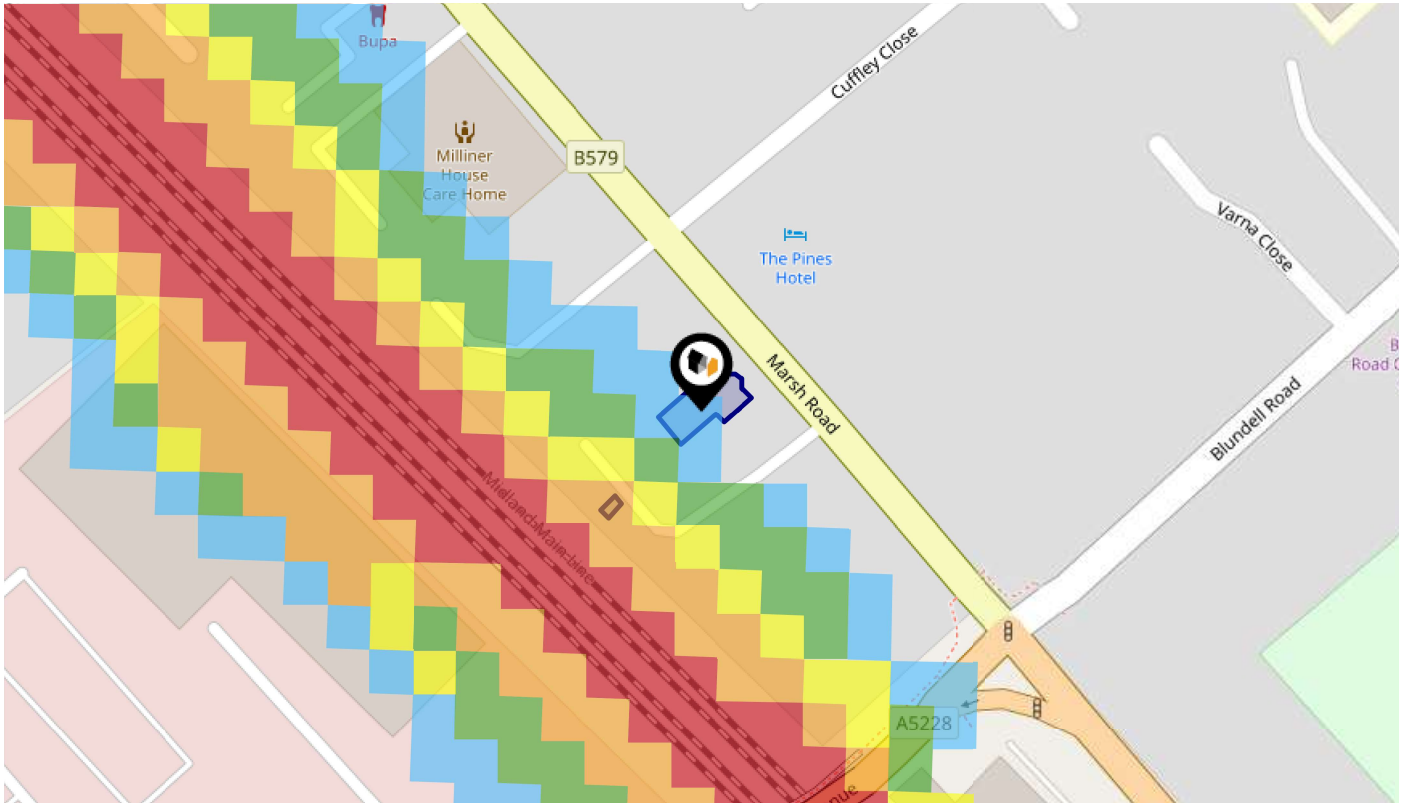 Bupa
Cuffley Close
Milliner
House
Care Home
B579
Varna Close
The Pines
Hotel
Marsh Road
Road
Blundell Road
Midland Main Line
A5228